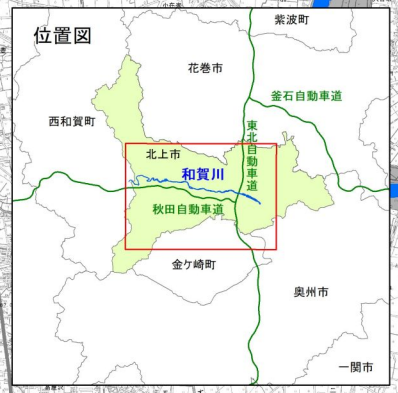 位置図
紫波町
花巻市
釜石自動車道
西和賀町
東北自動車道
北上市
和賀川
秋田自動車道
金ケ崎町
奥州市
一関市